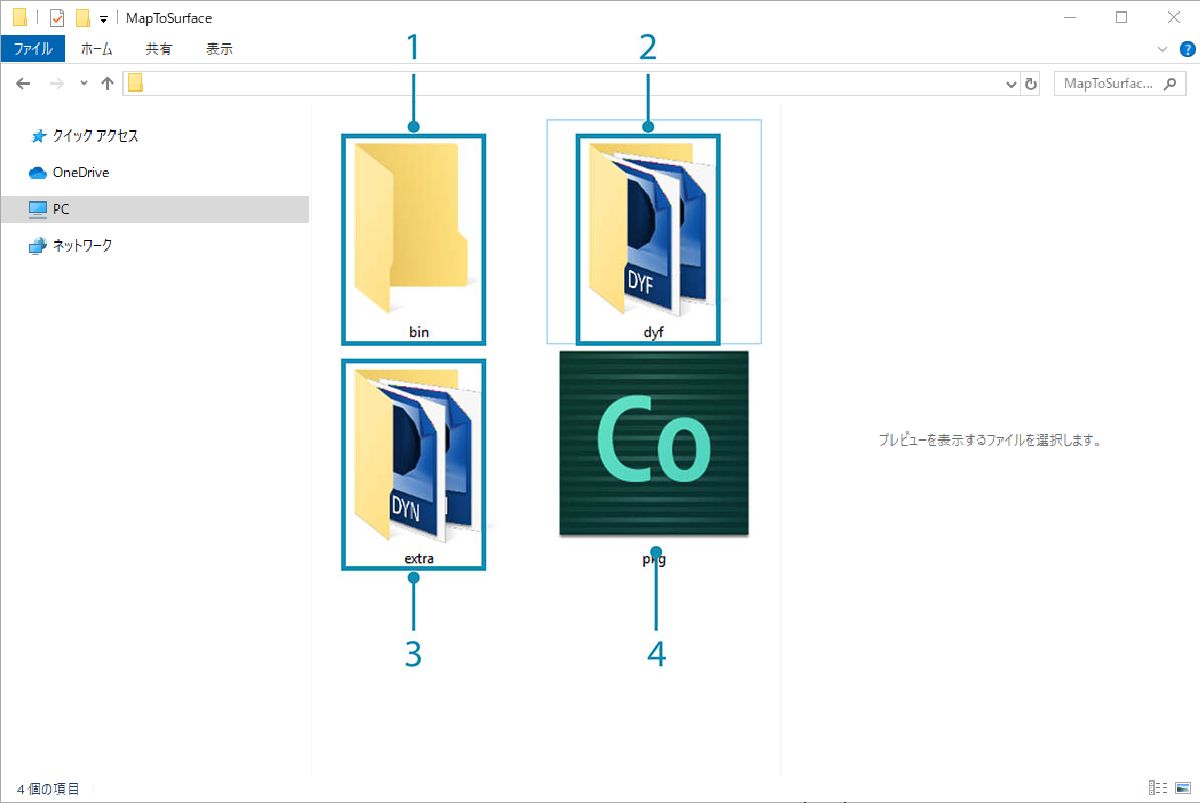 MapToSurface
ファイル ホーム 共有 表示
MapToSurfac...
クイック アクセス
OneDrive
PC
ネットワーク
1
2
DYF
bin
dyf
DYN
Co
extra
pkg
3
4
プレビューを表示するファイルを選択します。
4 個の項目